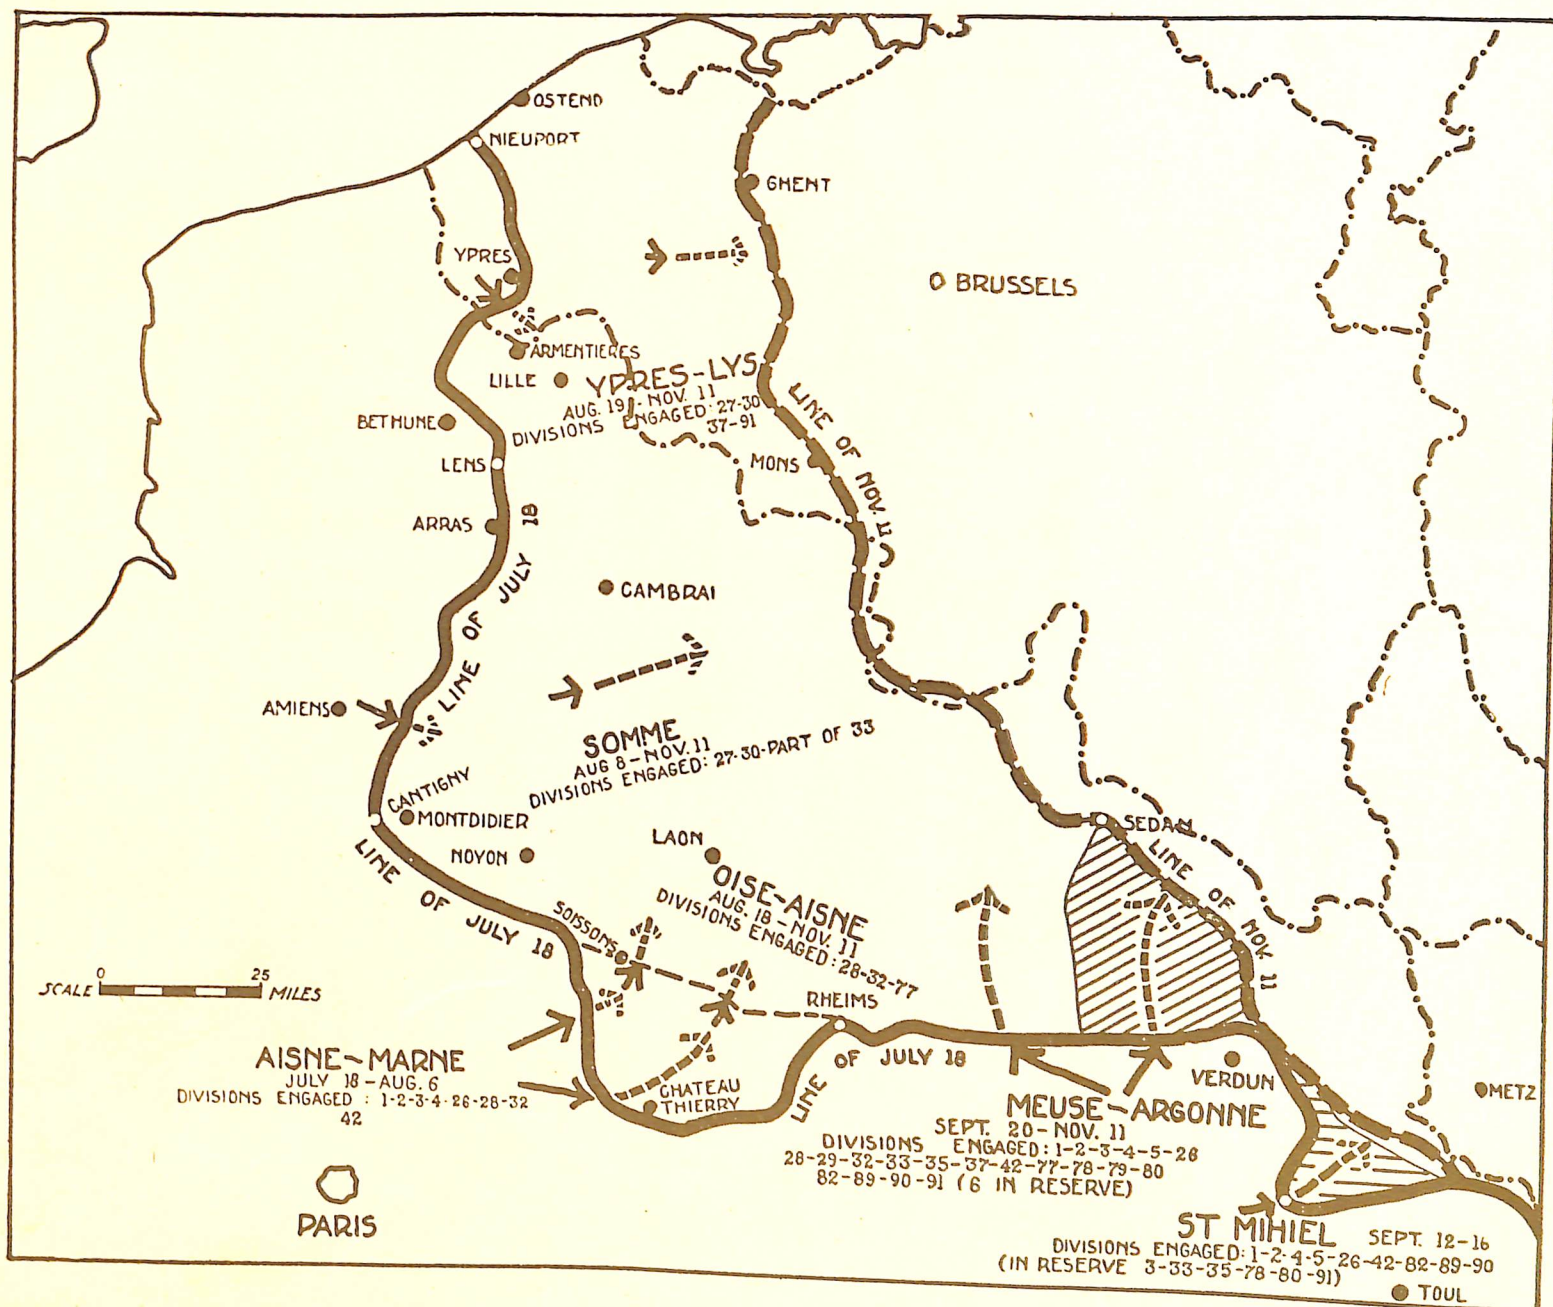 OSTEND
NIEUPORT
GHENT
YPRES
BRUSSELS
ARMENTIERES
LILLE
YPRES-LYS
AUG. 19 - NOV. 11
DIVISIONS ENGAGED: 27-30
37-91
BETHUNE
LENS
MONS
LINE OF NOV. 11
ARRAS
LINE OF JULY 18
CAMBRAI
AMIENS
SOMME
AUG 8 - NOV. 11
DIVISIONS ENGAGED: 27-30-PART OF 33
CANTIGNY
MONTDIDIER
NOYON
LAON
SEDAN
LINE OF JULY 18
OISE-AISNE
AUG. 18 - NOV. 11
DIVISIONS ENGAGED: 28-32-77
LINE OF NOV. 11
SOISSONS
0 25
SCALE MILES
RHEIMS
LINE OF JULY 18
AISNE~MARNE
JULY 18 - AUG. 6
DIVISIONS ENGAGED : 1-2-3-4-26-28-32
42
CHATEAU
THIERRY
VERDUN
METZ
MEUSE~ARGONNE
SEPT. 20-NOV. 11
DIVISIONS ENGAGED: 1-2-3-4-5-26
28-29-32-33-35-37-42-77-78-79-80
82-89-90-91 (6 IN RESERVE)
PARIS
ST MIHIEL SEPT. 12-16
DIVISIONS ENGAGED: 1-2-4-5-26-42-82-89-90
(IN RESERVE 3-33-35-78-80-91)
TOUL